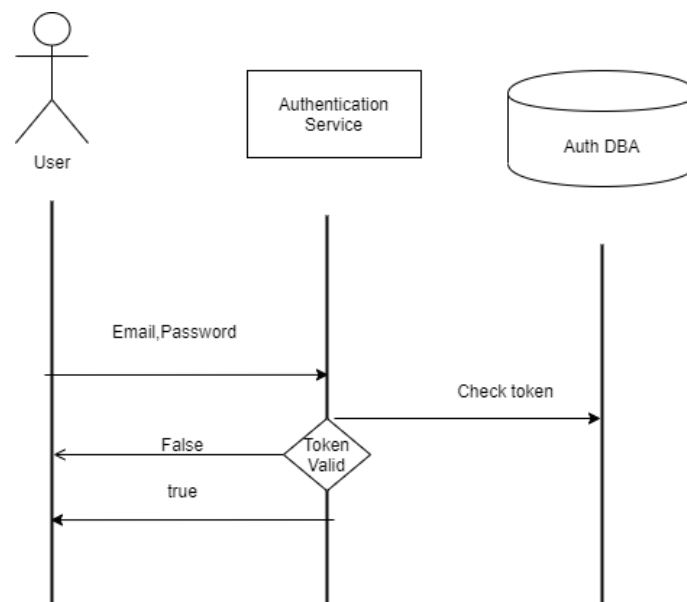 Authentication
Service
Auth DBA
User
Email,Password
Check token
False
Token
Valid
true